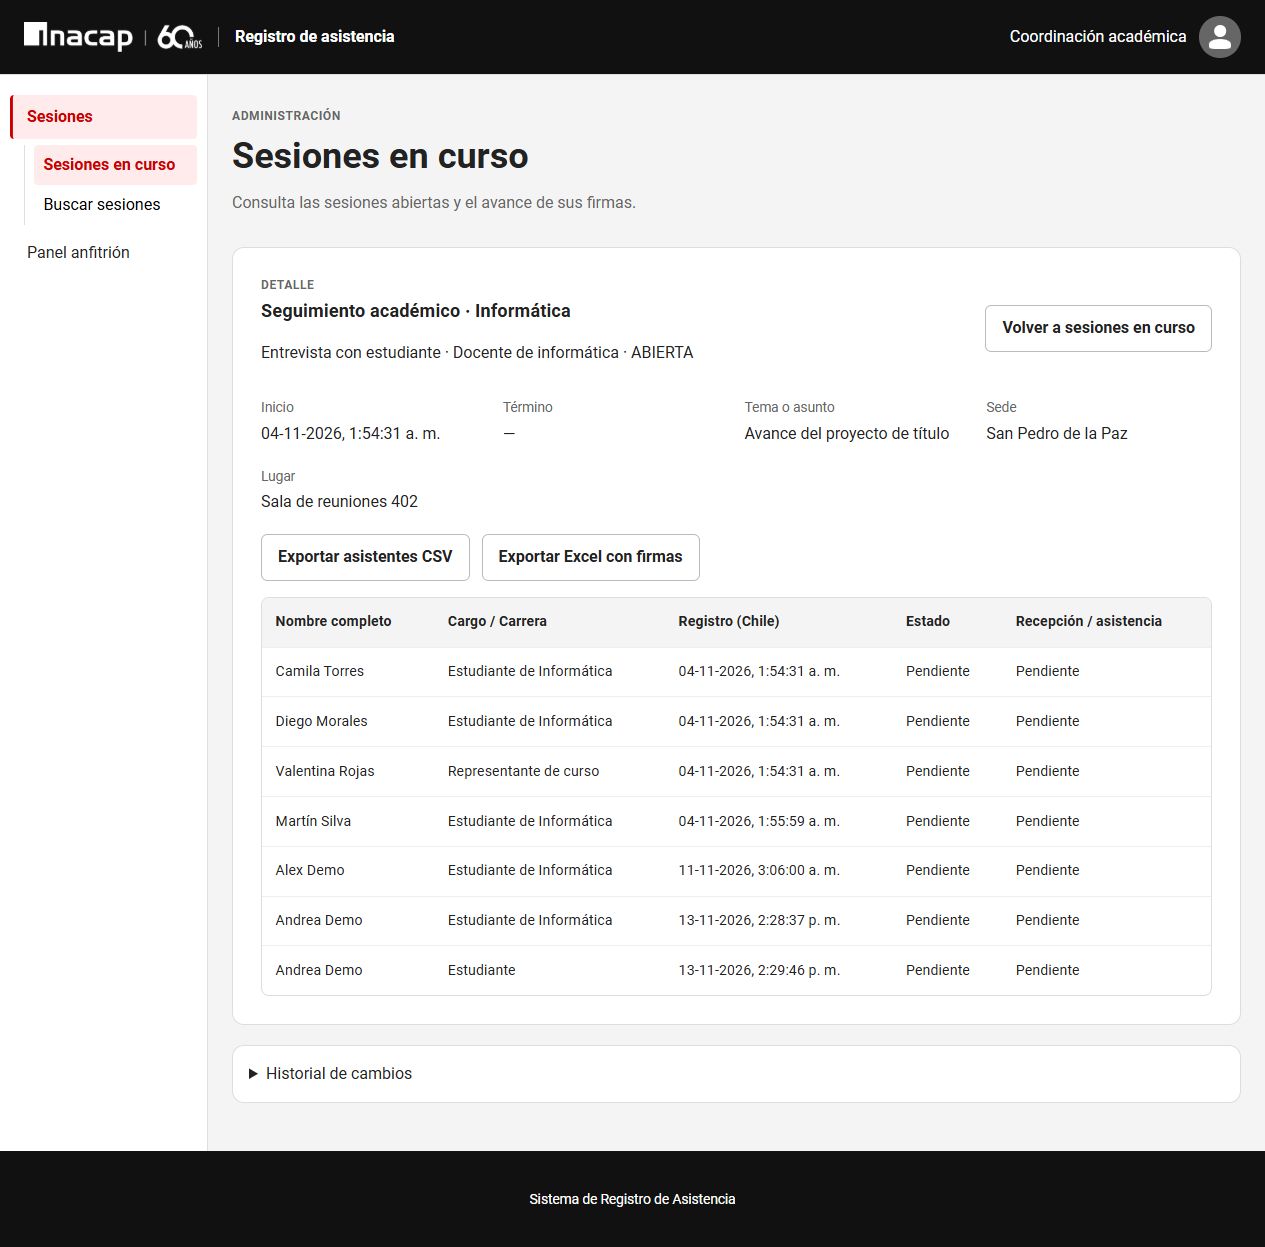 Inacap | 60 AÑOS | Registro de asistencia
Coordinación académica
Sesiones
Sesiones en curso
Buscar sesiones
Panel anfitrión
ADMINISTRACIÓN
Sesiones en curso
Consulta las sesiones abiertas y el avance de sus firmas.
DETALLE
Seguimiento académico · Informática
Entrevista con estudiante · Docente de informática · ABIERTA
Volver a sesiones en curso
Inicio
04-11-2026, 1:54:31 a. m.
Término
—
Tema o asunto
Avance del proyecto de título
Sede
San Pedro de la Paz
Lugar
Sala de reuniones 402
Exportar asistentes CSV
Exportar Excel con firmas
Nombre completo Cargo / Carrera Registro (Chile) Estado Recepción / asistencia
Camila Torres Estudiante de Informática 04-11-2026, 1:54:31 a. m. Pendiente Pendiente
Diego Morales Estudiante de Informática 04-11-2026, 1:54:31 a. m. Pendiente Pendiente
Valentina Rojas Representante de curso 04-11-2026, 1:54:31 a. m. Pendiente Pendiente
Martín Silva Estudiante de Informática 04-11-2026, 1:55:59 a. m. Pendiente Pendiente
Alex Demo Estudiante de Informática 11-11-2026, 3:06:00 a. m. Pendiente Pendiente
Andrea Demo Estudiante de Informática 13-11-2026, 2:28:37 p. m. Pendiente Pendiente
Andrea Demo Estudiante 13-11-2026, 2:29:46 p. m. Pendiente Pendiente
Historial de cambios
Sistema de Registro de Asistencia